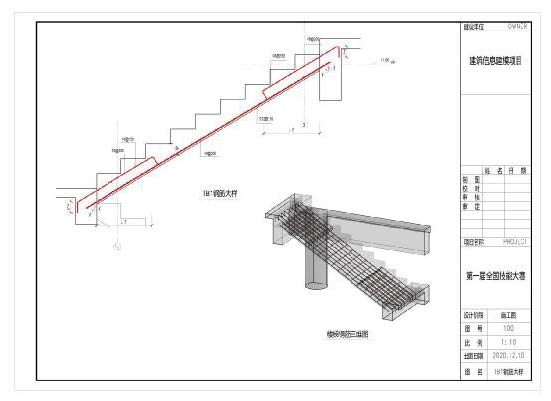 建设单位 OWNER
建筑信息建模项目
TBT钢筋大样
楼梯钢筋三维图
姓 名 日 期
制 图
校 对
审 核
审 定
项目名称 PROJECT
第一届全国技能大赛
设计阶段 施工图
图 号 100
比 例 1:10
出图日期 2020.12.10
图 名 TBT钢筋大样